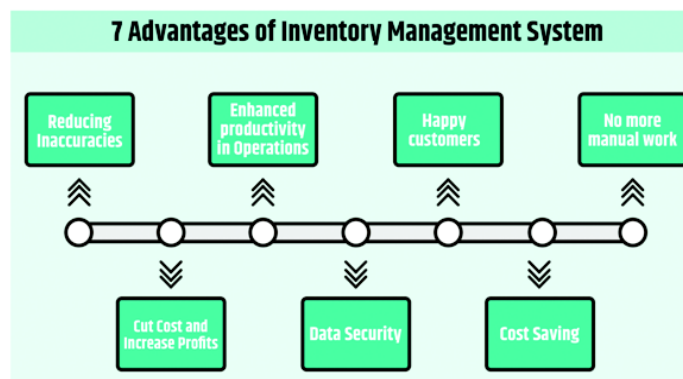 7 Advantages of Inventory Management System
Reducing
Inaccuracies
Enhanced
productivity
in Operations
Happy
customers
No more
manual work
Cut Cost and
Increase Profits
Data Security
Cost Saving